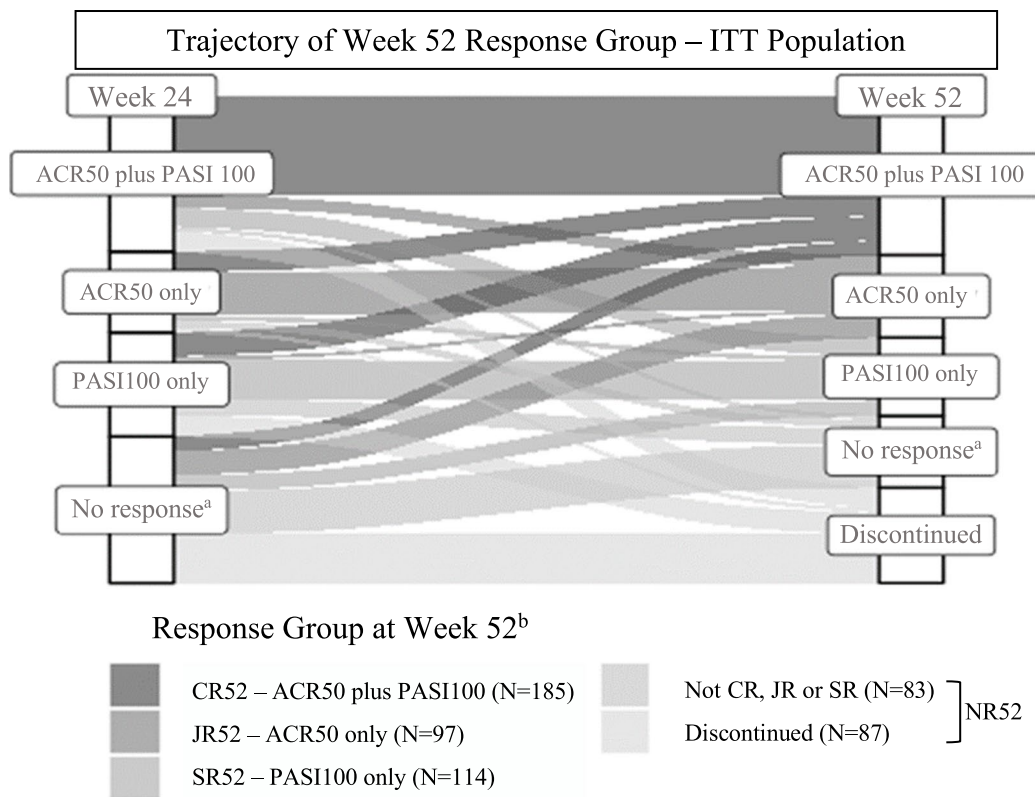 Trajectory of Week 52 Response Group – ITT Population
Week 24
Week 52
ACR50 plus PASI 100
ACR50 plus PASI 100
ACR50 only
ACR50 only
PASI100 only
PASI100 only
No responseᵃ
No responseᵃ
Discontinued
Response Group at Week 52ᵇ
CR52 – ACR50 plus PASI100 (N=185)
JR52 – ACR50 only (N=97)
SR52 – PASI100 only (N=114)
Not CR, JR or SR (N=83)
Discontinued (N=87)
NR52